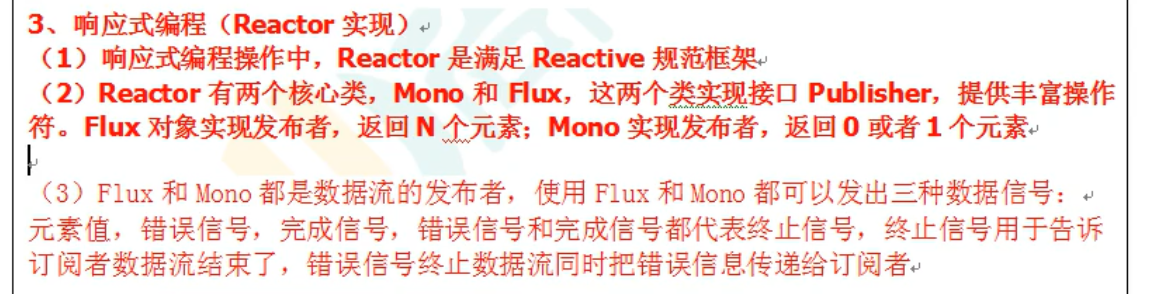 3、响应式编程（Reactor 实现）
（1）响应式编程操作中，Reactor 是满足 Reactive 规范框架
（2）Reactor 有两个核心类，Mono 和 Flux，这两个类实现接口 Publisher，提供丰富操作
符。Flux 对象实现发布者，返回 N 个元素；Mono 实现发布者，返回 0 或者 1 个元素
（3）Flux 和 Mono 都是数据流的发布者，使用 Flux 和 Mono 都可以发出三种数据信号：
元素值，错误信号，完成信号，错误信号和完成信号都代表终止信号，终止信号用于告诉
订阅者数据流结束了，错误信号终止数据流同时把错误信息传递给订阅者